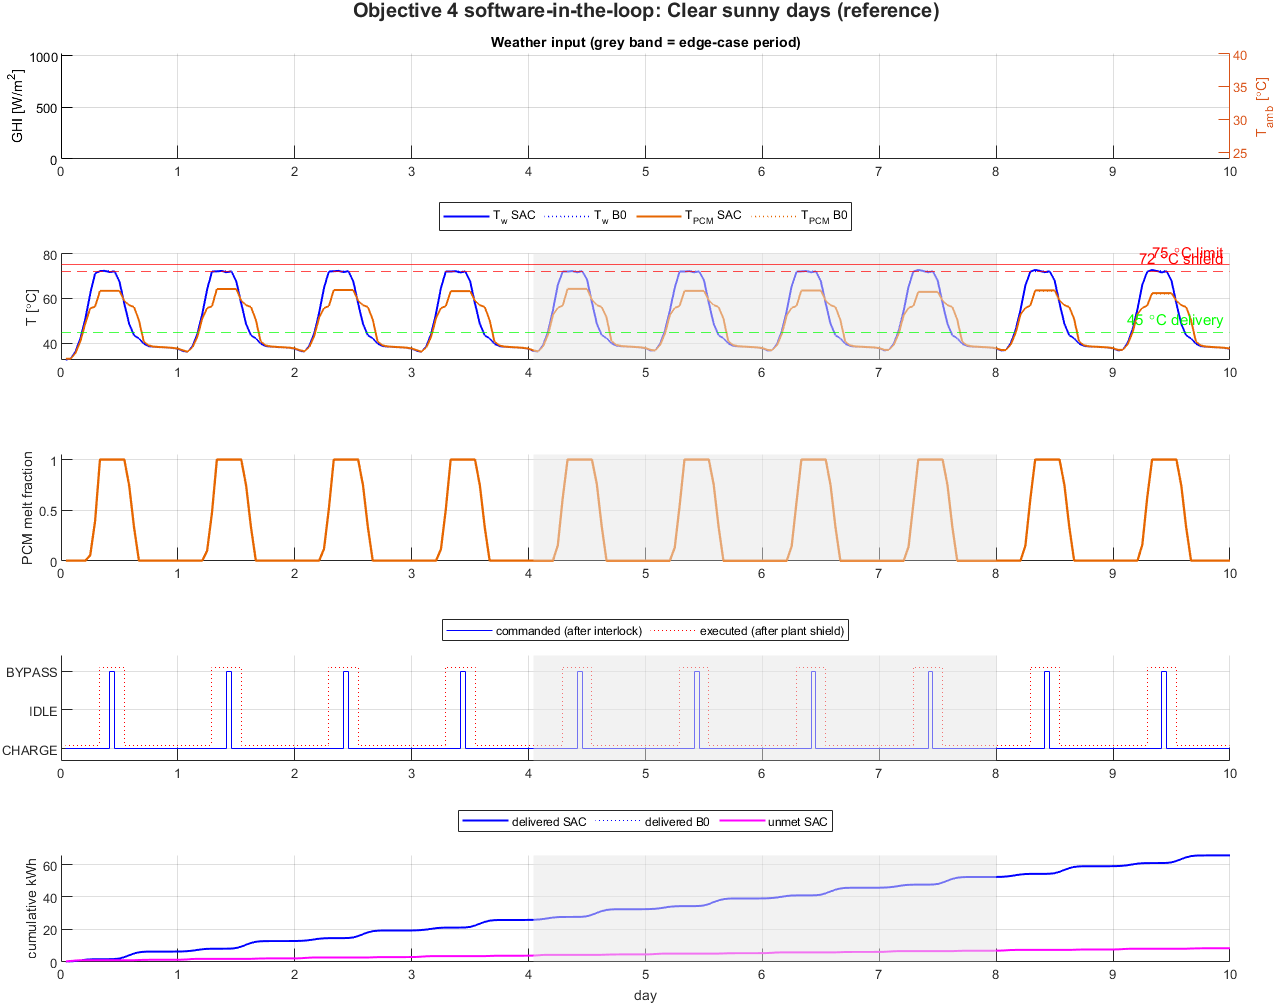 Objective 4 software-in-the-loop: Clear sunny days (reference)
Weather input (grey band = edge-case period)
GHI [W/m2]
1000
500
0
40
35
30
25
Tamb [°C]
0 1 2 3 4 5 6 7 8 9 10
Tw SAC Tw B0 TPCM SAC TPCM B0
T [°C]
80
60
40
75 °C limit
72 °C shield
45 °C delivery
0 1 2 3 4 5 6 7 8 9 10
PCM melt fraction
1
0.5
0
0 1 2 3 4 5 6 7 8 9 10
commanded (after interlock) executed (after plant shield)
BYPASS
IDLE
CHARGE
0 1 2 3 4 5 6 7 8 9 10
delivered SAC delivered B0 unmet SAC
cumulative kWh
60
40
20
0
0 1 2 3 4 5 6 7 8 9 10
day